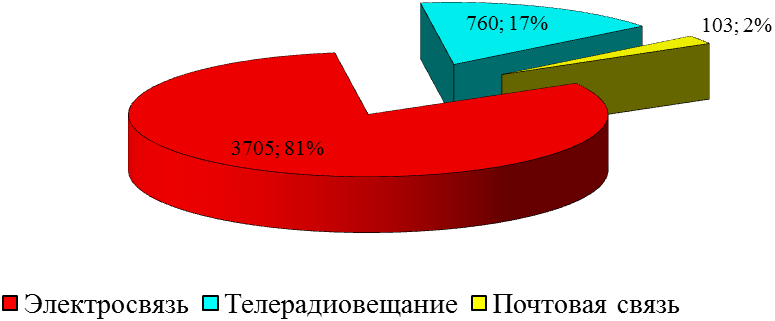 760; 17%
103; 2%
3705; 81%
Электросвязь Телерадиовещание Почтовая связь